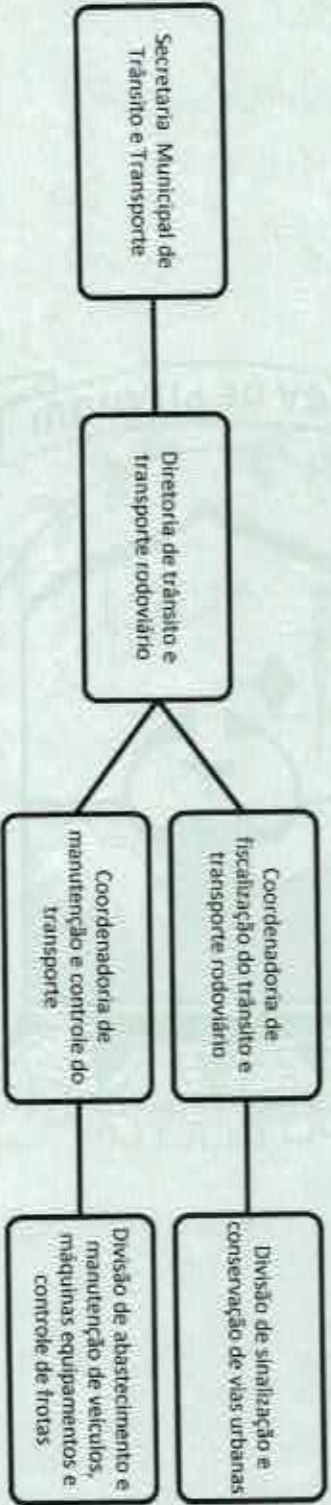 Secretaria Municipal de
Trânsito e Transporte
Diretoria de trânsito e
transporte rodoviário
Coordenadoria de
fiscalização do trânsito e
transporte rodoviário
Divisão de sinalização e
conservação de vias urbanas
Coordenadoria de
manutenção e controle do
transporte
Divisão de abastecimento e
manutenção de veículos,
máquinas equipamentos e
controle de frotas